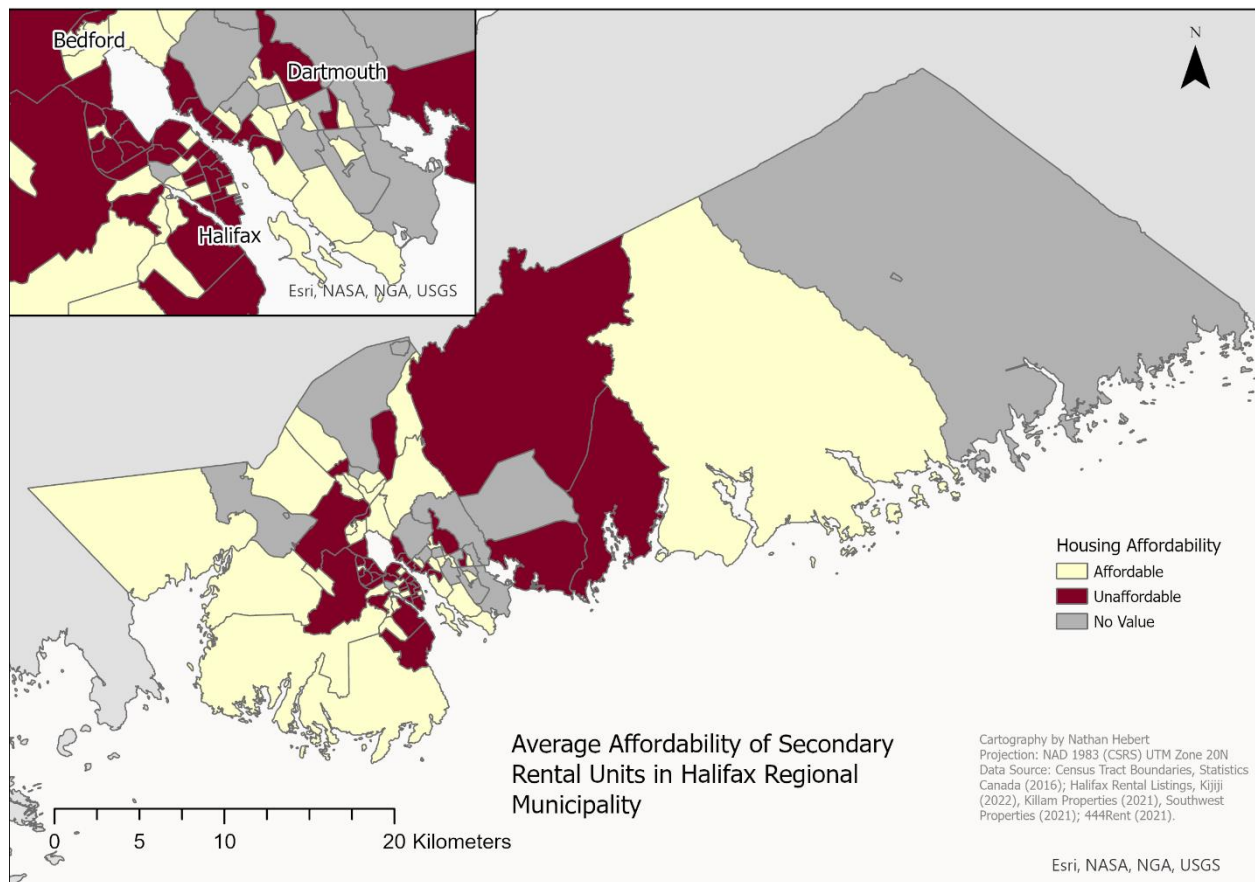 Bedford
Dartmouth
Halifax
Esri, NASA, NGA, USGS
N
Housing Affordability
Affordable
Unaffordable
No Value
Average Affordability of Secondary
Rental Units in Halifax Regional
Municipality
Cartography by Nathan Hebert
Projection: NAD 1983 (CSRS) UTM Zone 20N
Data Source: Census Tract Boundaries, Statistics
Canada (2016); Halifax Rental Listings, Kijiji
(2022), Killam Properties (2021), Southwest
Properties (2021); 444Rent (2021).
0 5 10 20 Kilometers
Esri, NASA, NGA, USGS